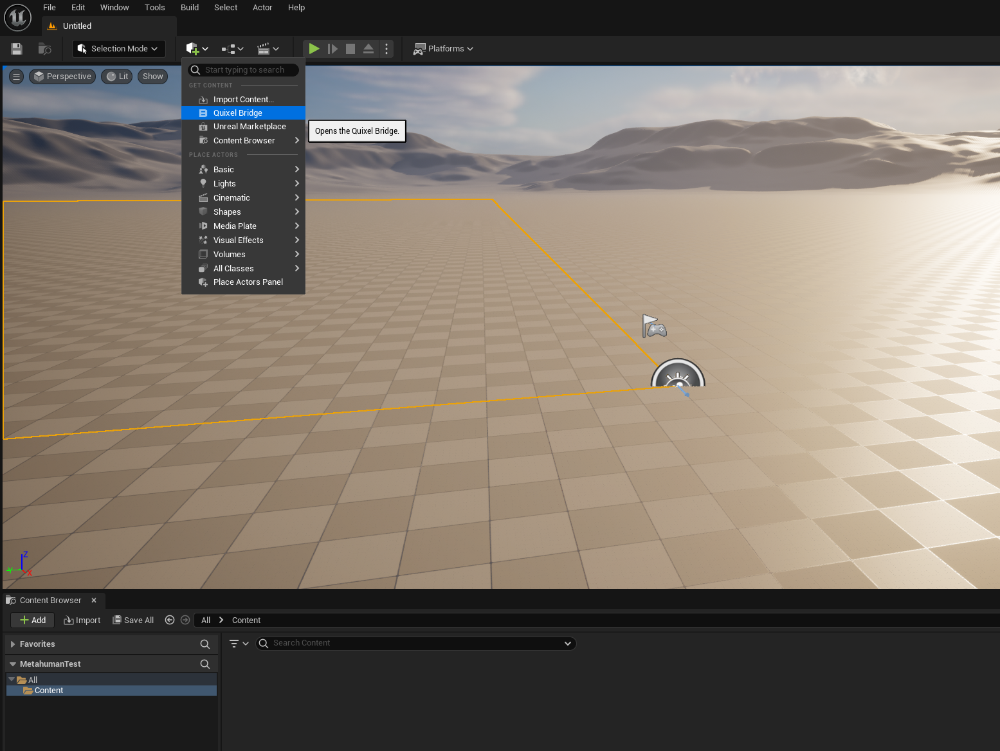 File Edit Window Tools Build Select Actor Help
Untitled
Selection Mode Platforms
Perspective Lit Show
Start typing to search
GET CONTENT
Import Content...
Quixel Bridge
Unreal Marketplace
Opens the Quixel Bridge.
Content Browser
PLACE ACTORS
Basic
Lights
Cinematic
Shapes
Media Plate
Visual Effects
Volumes
All Classes
Place Actors Panel
Z
Y X
Content Browser
Add Import Save All All Content
Favorites Search Content
MetahumanTest
All
Content